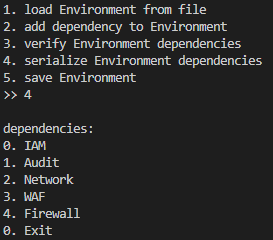 1. load Environment from file
2. add dependency to Environment
3. verify Environment dependencies
4. serialize Environment dependencies
5. save Environment
>> 4
dependencies:
0. IAM
1. Audit
2. Network
3. WAF
4. Firewall
0. Exit